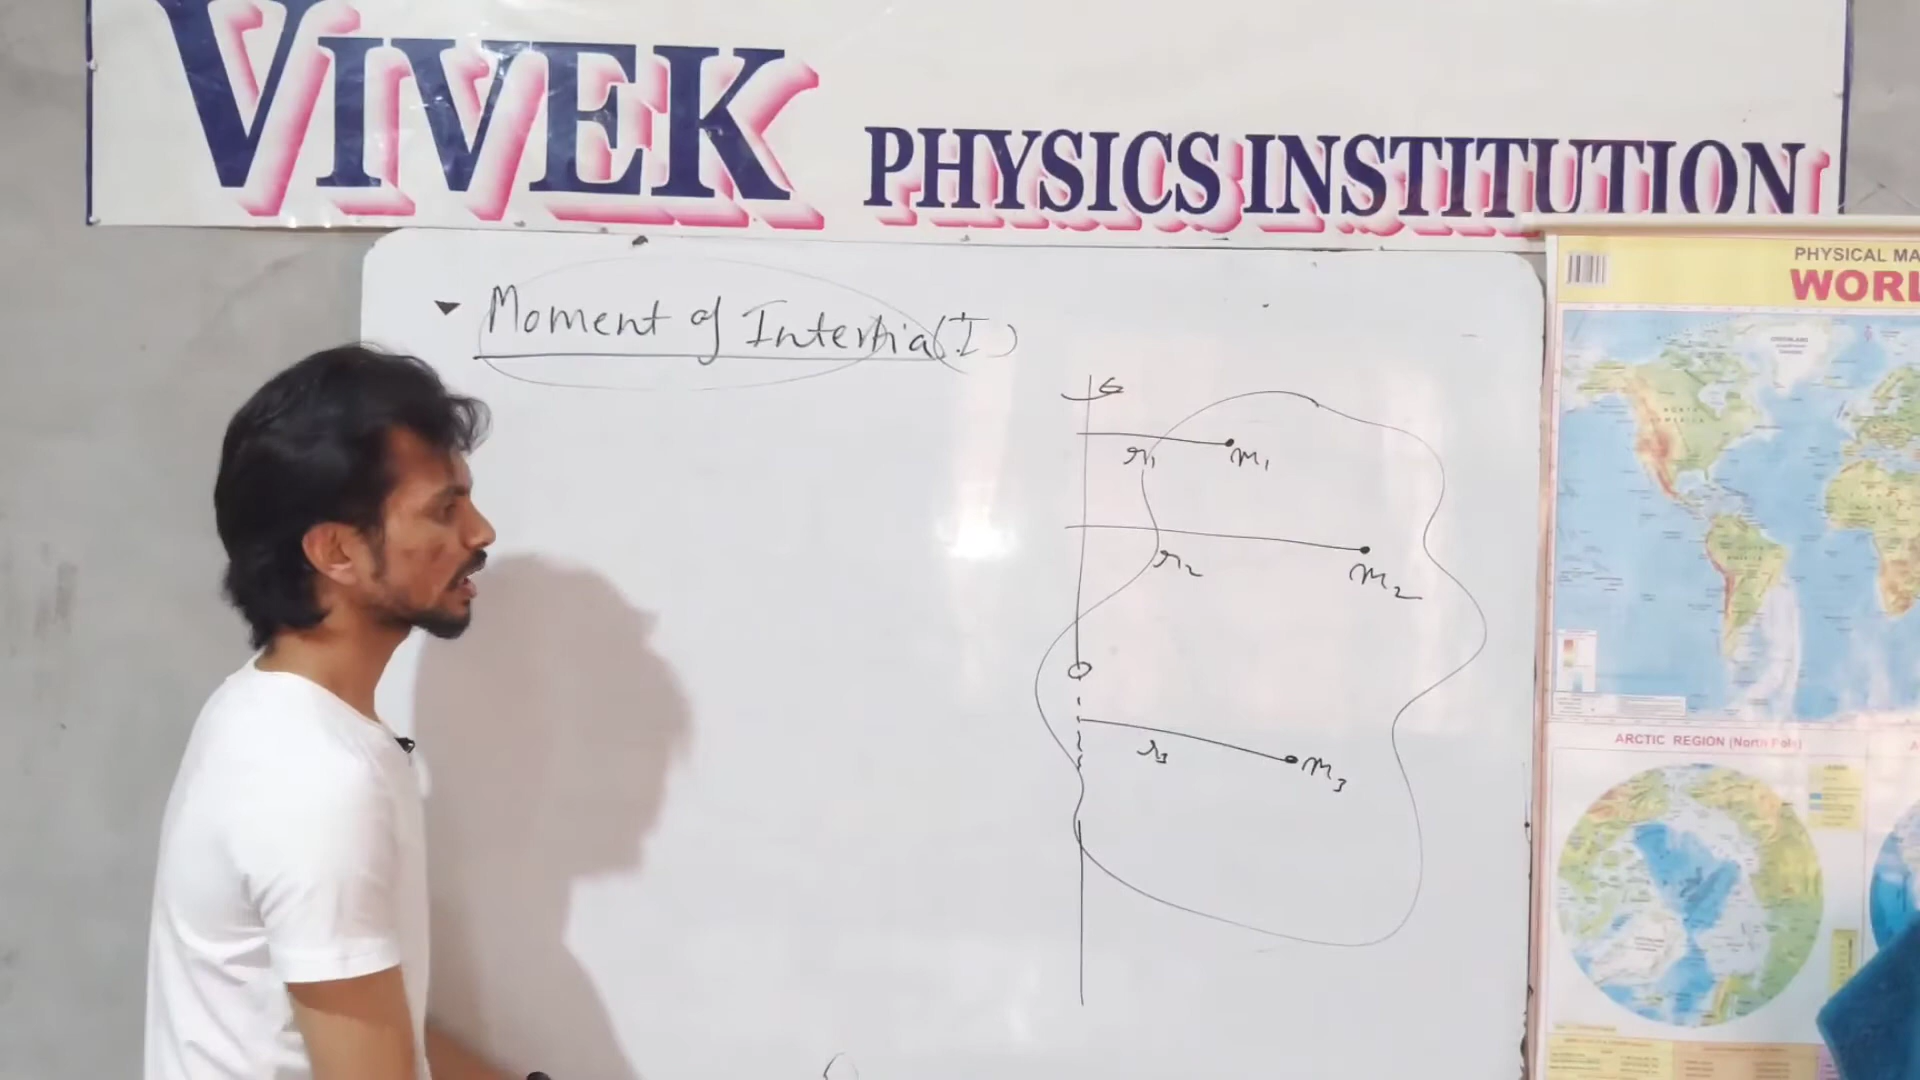 VIVEK PHYSICS INSTITUTION
Moment of Intertia (I)
r1 m1
r2 m2
r3 m3
PHYSICAL MA
WORL
ARCTIC REGION (North Pole)